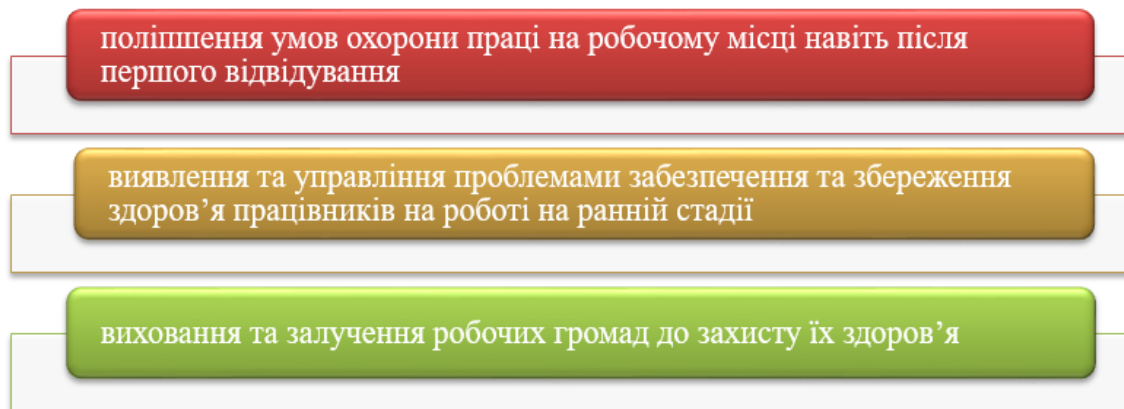 поліпшення умов охорони праці на робочому місці навіть після
першого відвідування
виявлення та управління проблемами забезпечення та збереження
здоров’я працівників на роботі на ранній стадії
виховання та залучення робочих громад до захисту їх здоров’я